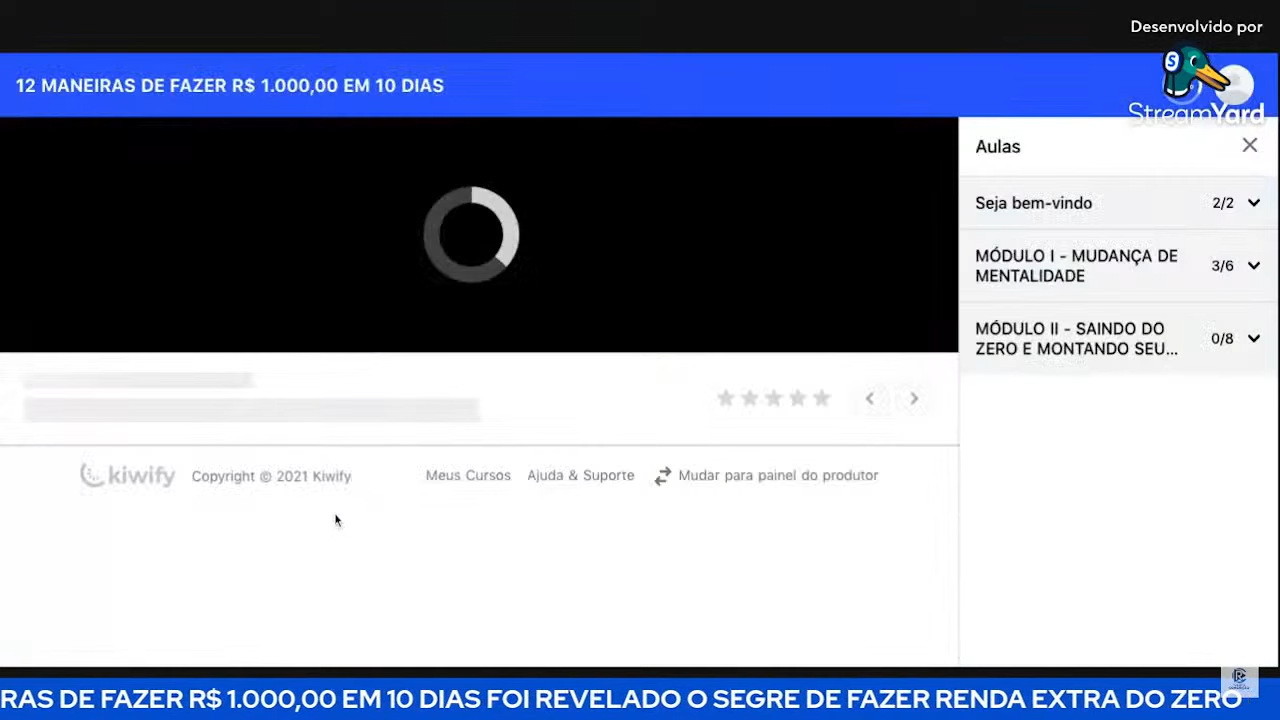 Desenvolvido por
StreamYard
12 MANEIRAS DE FAZER R$ 1.000,00 EM 10 DIAS
Aulas
Seja bem-vindo 2/2
MÓDULO I - MUDANÇA DE
MENTALIDADE 3/6
MÓDULO II - SAINDO DO
ZERO E MONTANDO SEU... 0/8
kiwify Copyright © 2021 Kiwify Meus Cursos Ajuda & Suporte Mudar para painel do produtor
RAS DE FAZER R$ 1.000,00 EM 10 DIAS FOI REVELADO O SEGRE DE FAZER RENDA EXTRA DO ZERO